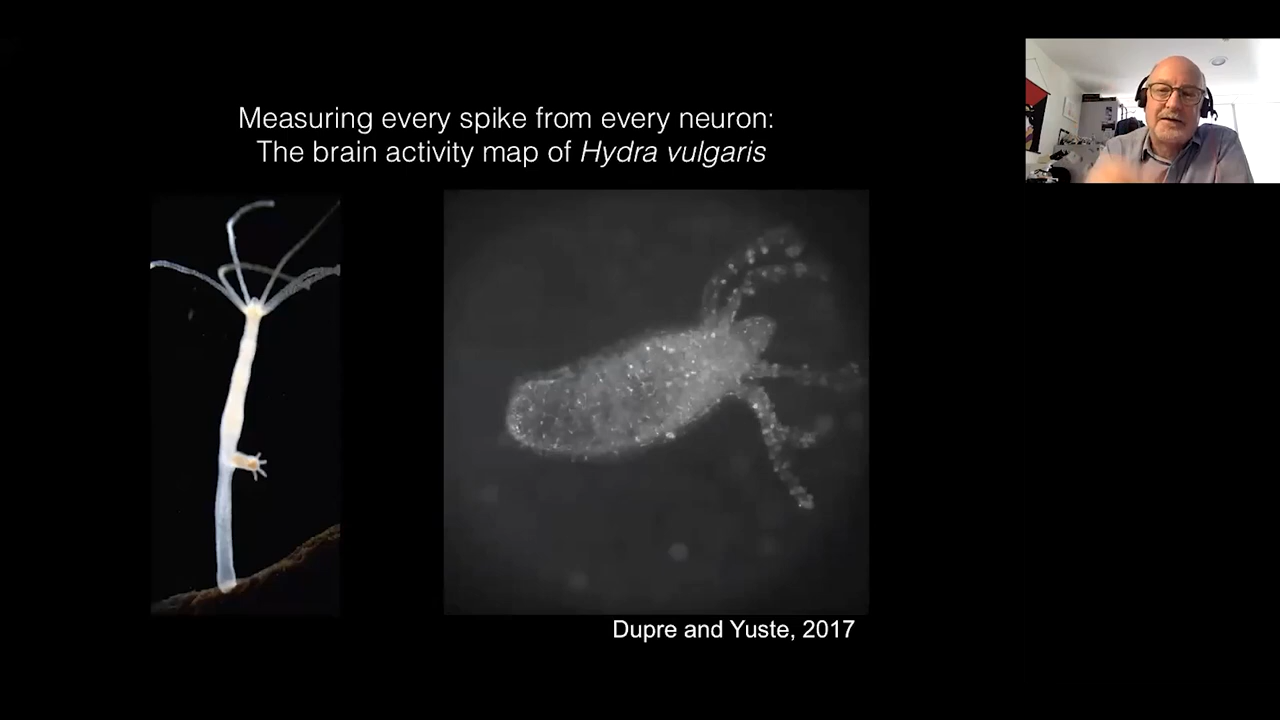 Measuring every spike from every neuron:
The brain activity map of Hydra vulgaris
Dupre and Yuste, 2017